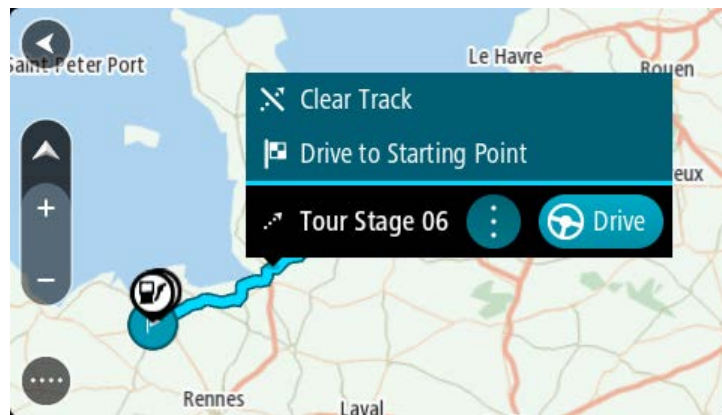 Saint Peter Port
Le Havre
Rouen
Clear Track
Drive to Starting Point
eux
Tour Stage 06
Drive
+
−
Rennes
Laval